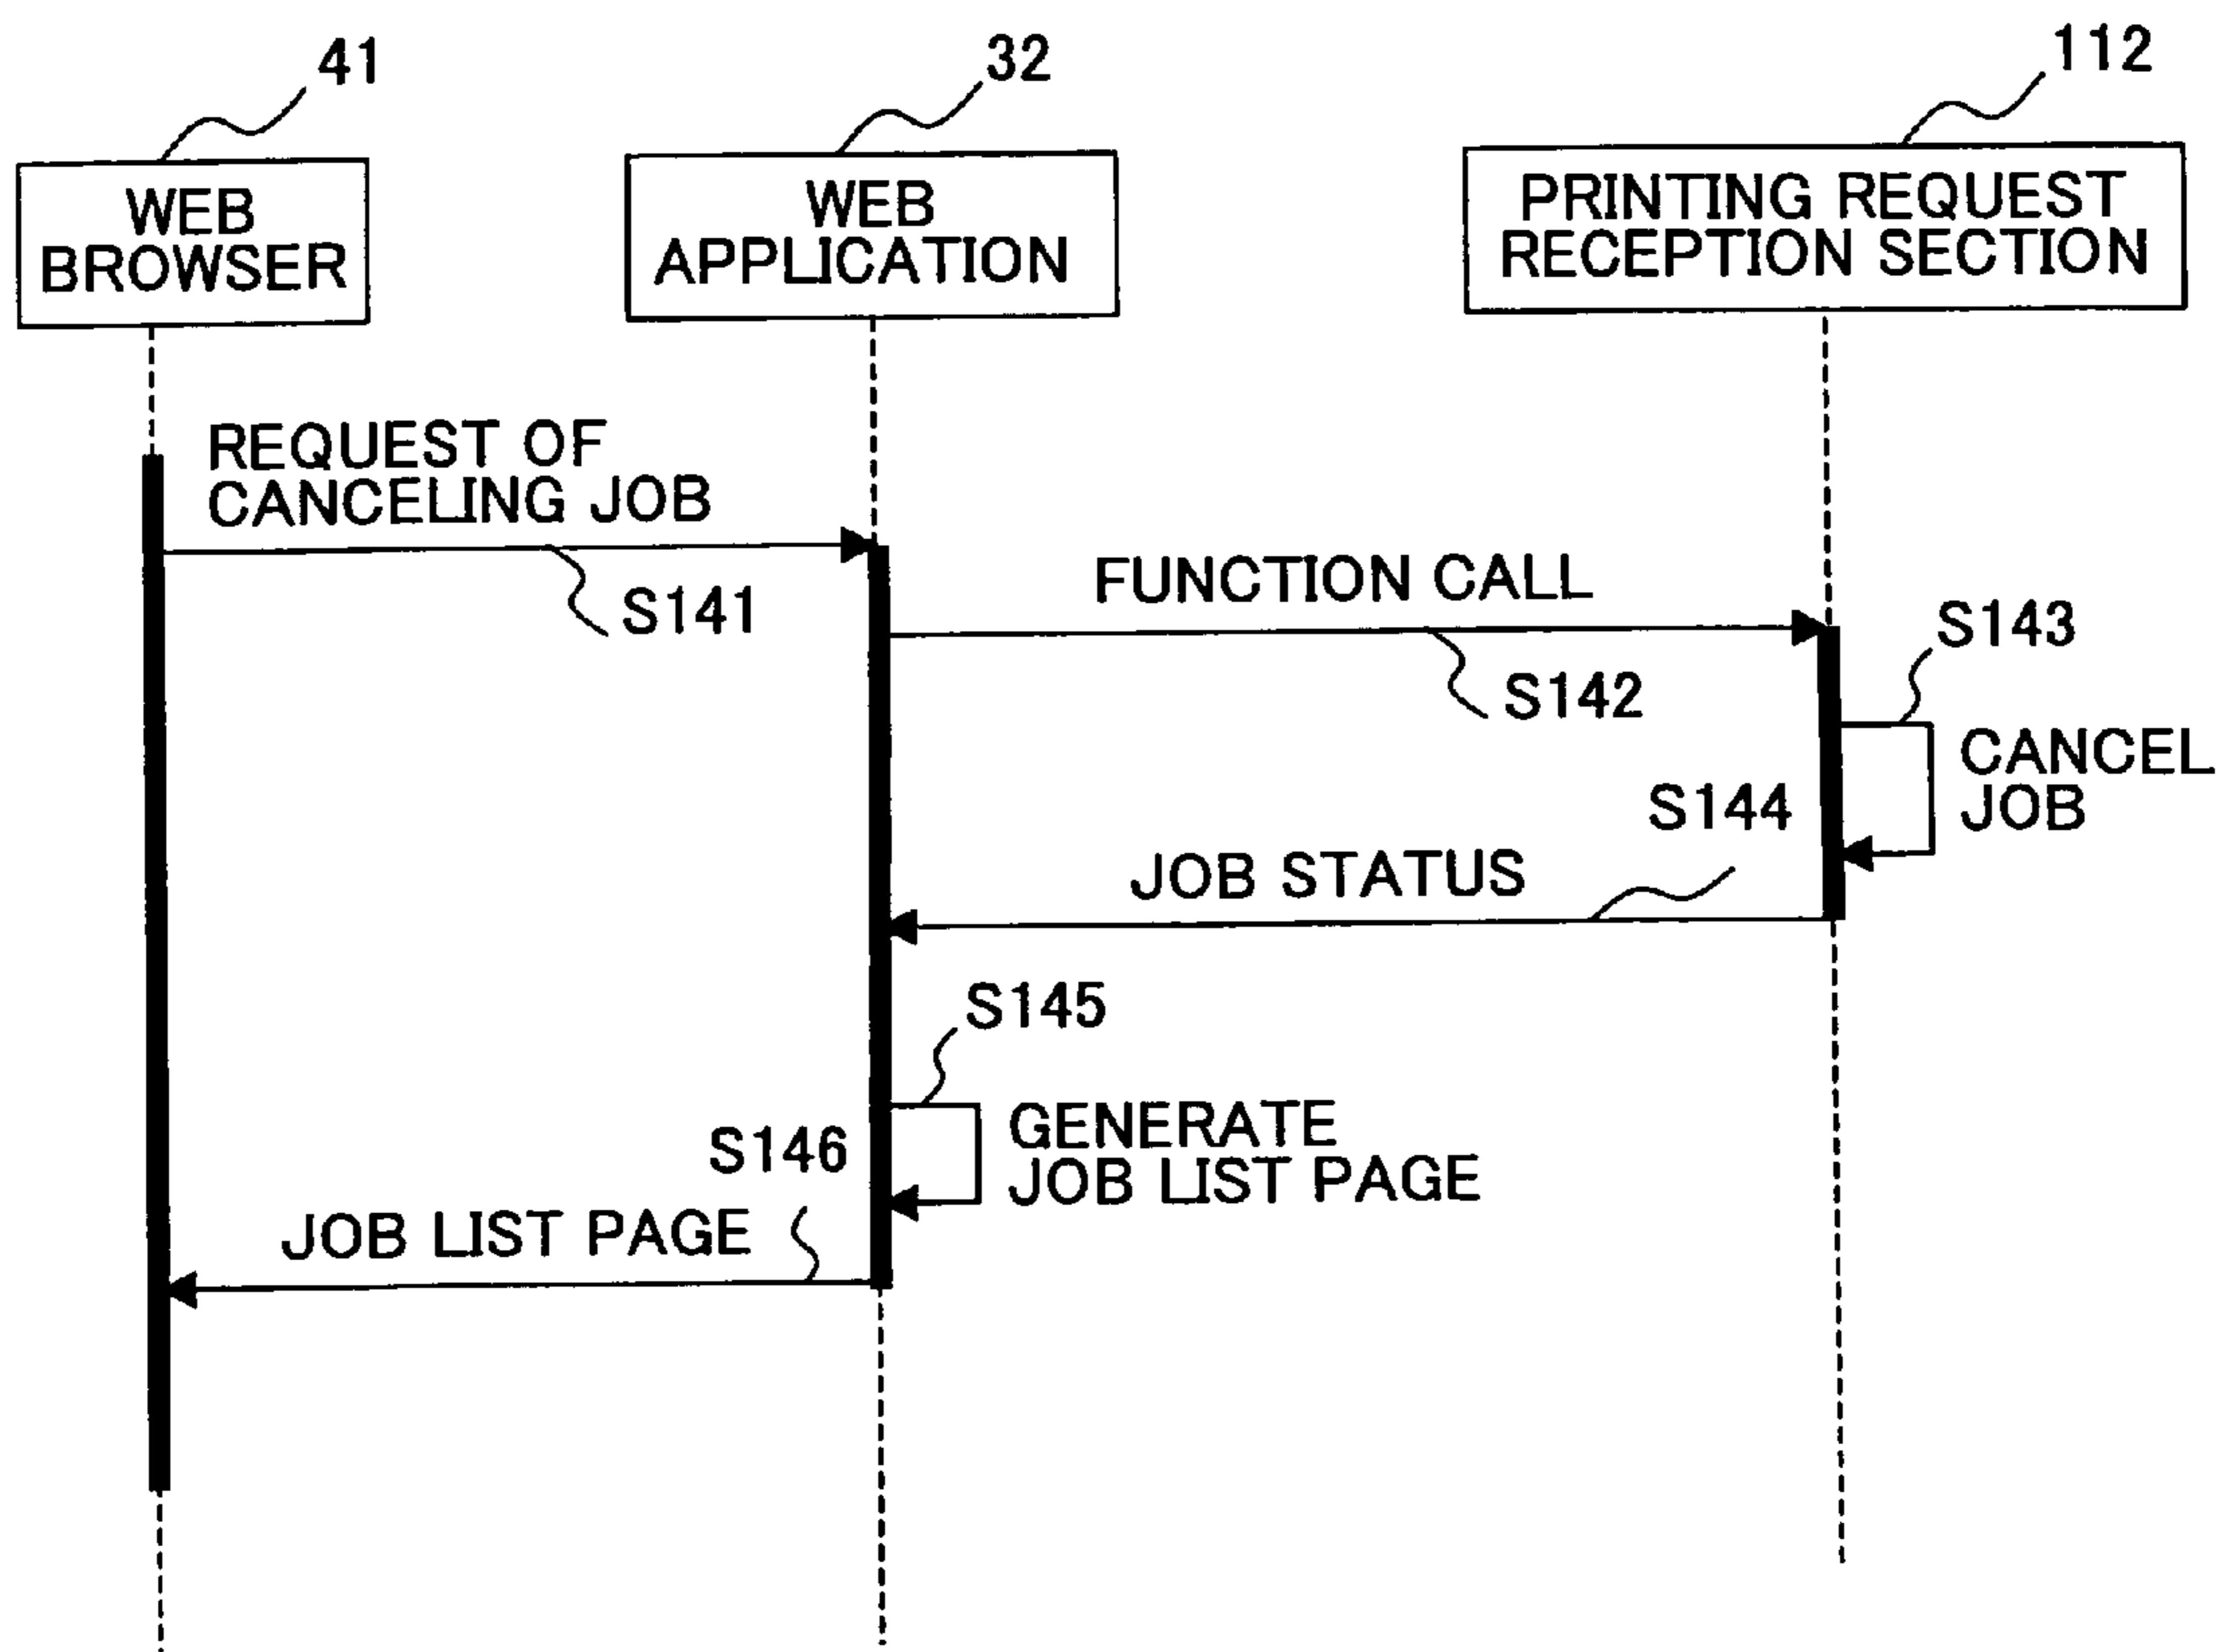 41
32
112
WEB
BROWSER
WEB
APPLICATION
PRINTING REQUEST
RECEPTION SECTION
REQUEST OF
CANCELING JOB
S141
FUNCTION CALL
S142
S143
CANCEL
JOB
S144
JOB STATUS
S145
GENERATE
JOB LIST PAGE
S146
JOB LIST PAGE